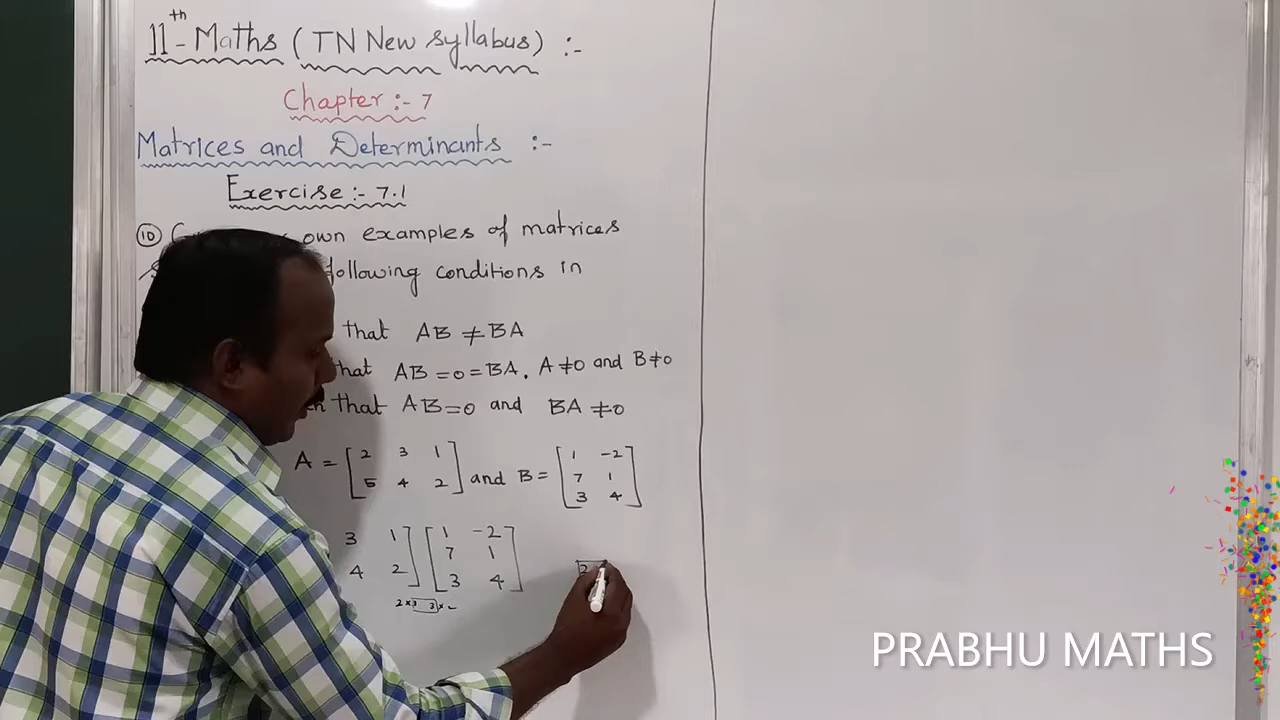 11th - Maths (TN New Syllabus) :-
Chapter :- 7
Matrices and Determinants :-
Exercise :- 7.1
⑩ own examples of matrices
following conditions in
that AB ≠ BA
that AB = 0 = BA, A ≠ 0 and B ≠ 0
that AB = 0 and BA ≠ 0
A = [2 3 1 and B = [1 -2
5 4 2] 7 1
3 4]
3 1] [1 -2
4 2] 7 1
3 4]
2×3 3×2
PRABHU MATHS